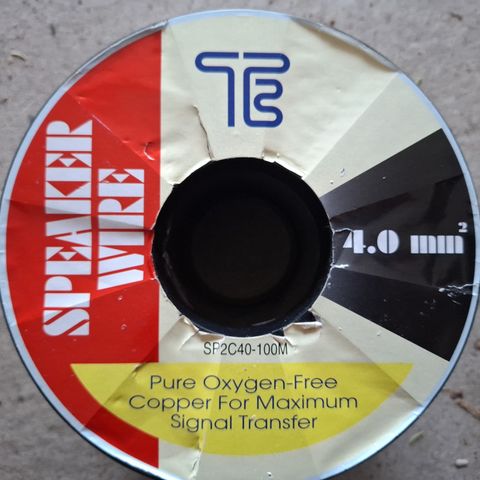 TE
SPEAKER
WIRE
4.0 mm²
SP2C40-100M
Pure Oxygen-Free
Copper For Maximum
Signal Transfer